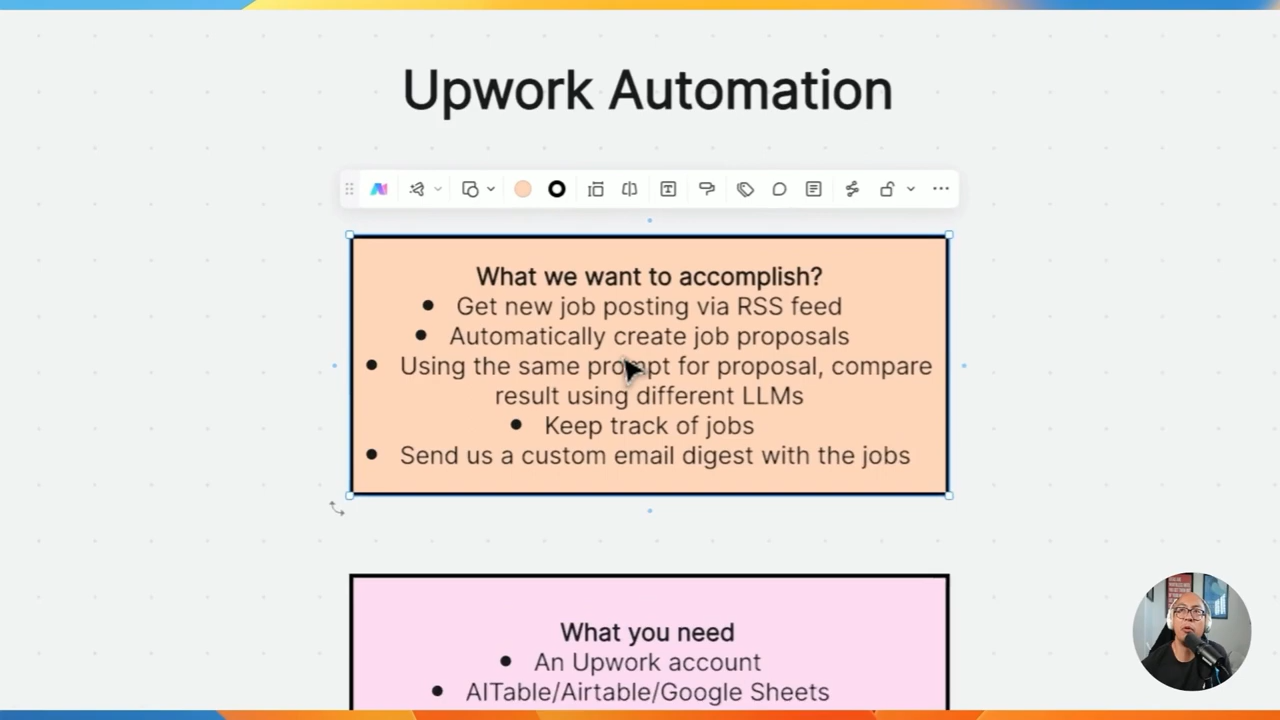 Upwork Automation
What we want to accomplish?
Get new job posting via RSS feed
Automatically create job proposals
Using the same prompt for proposal, compare
result using different LLMs
Keep track of jobs
Send us a custom email digest with the jobs
What you need
An Upwork account
AITable/Airtable/Google Sheets